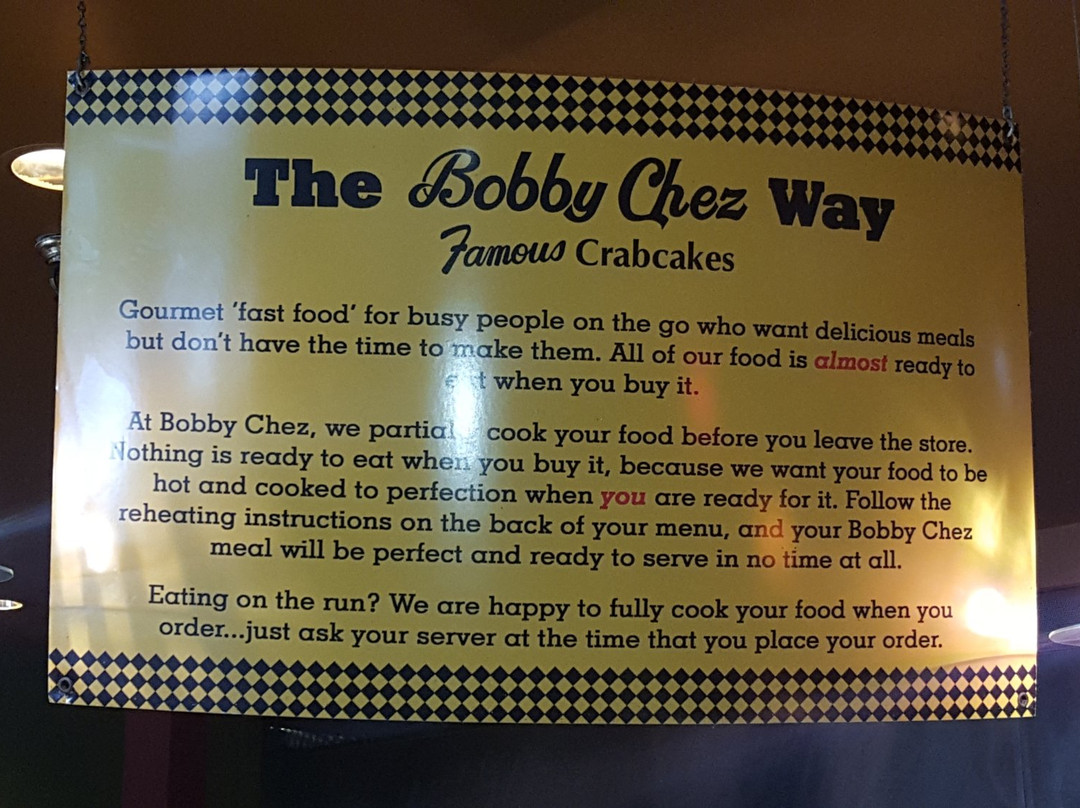 The Bobby Chez Way
Famous Crabcakes
Gourmet 'fast food' for busy people on the go who want delicious meals
but don't have the time to make them. All of our food is almost ready to
eat when you buy it.
At Bobby Chez, we partially cook your food before you leave the store.
Nothing is ready to eat when you buy it, because we want your food to be
hot and cooked to perfection when you are ready for it. Follow the
reheating instructions on the back of your menu, and your Bobby Chez
meal will be perfect and ready to serve in no time at all.
Eating on the run? We are happy to fully cook your food when you
order...just ask your server at the time that you place your order.